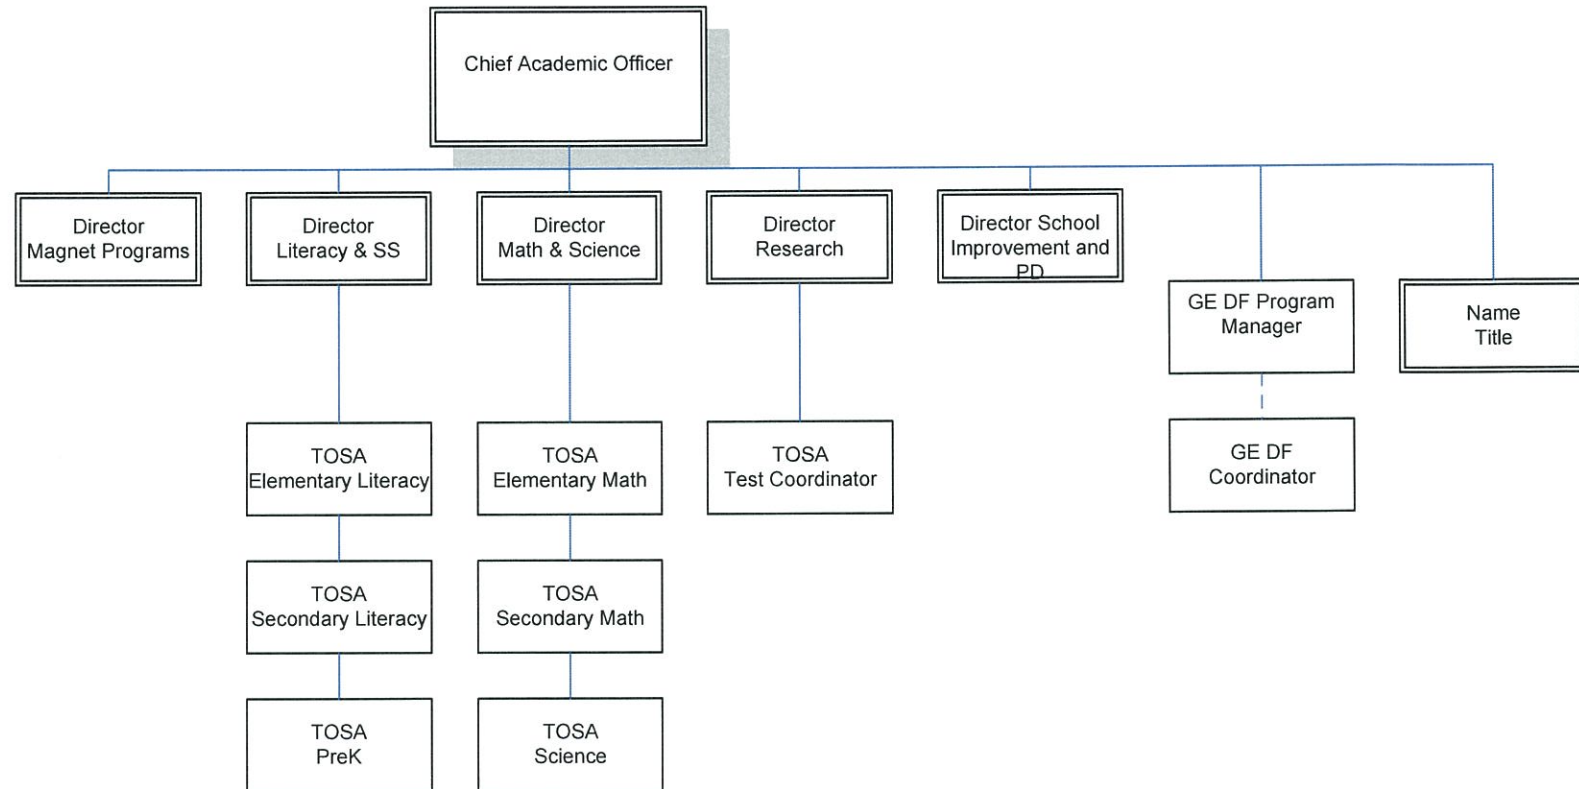 Chief Academic Officer
Director
Magnet Programs
Director
Literacy & SS
Director
Math & Science
Director
Research
Director School
Improvement and
PD
GE DF Program
Manager
Name
Title
TOSA
Elementary Literacy
TOSA
Elementary Math
TOSA
Test Coordinator
GE DF
Coordinator
TOSA
Secondary Literacy
TOSA
Secondary Math
TOSA
PreK
TOSA
Science